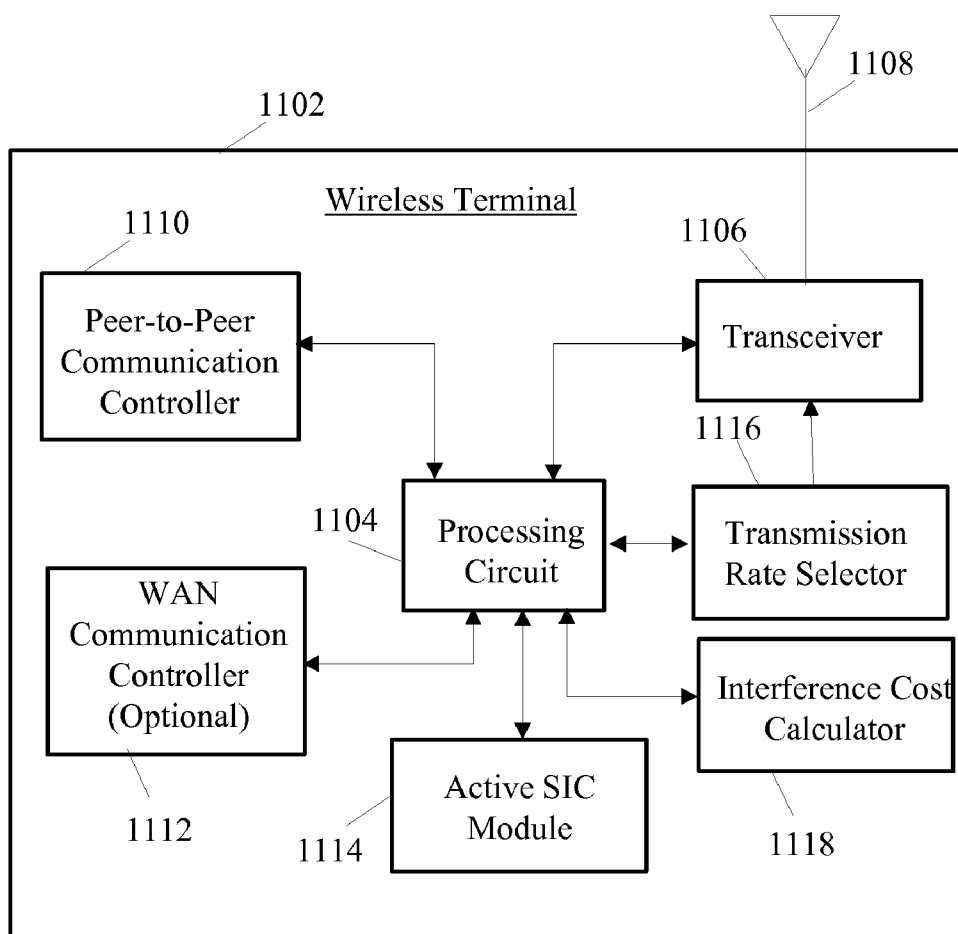 1108
1102
Wireless Terminal
1110
1106
Peer-to-Peer
Communication
Controller
Transceiver
1116
1104
Processing
Circuit
Transmission
Rate Selector
WAN
Communication
Controller
(Optional)
Interference Cost
Calculator
Active SIC
Module
1112
1114
1118